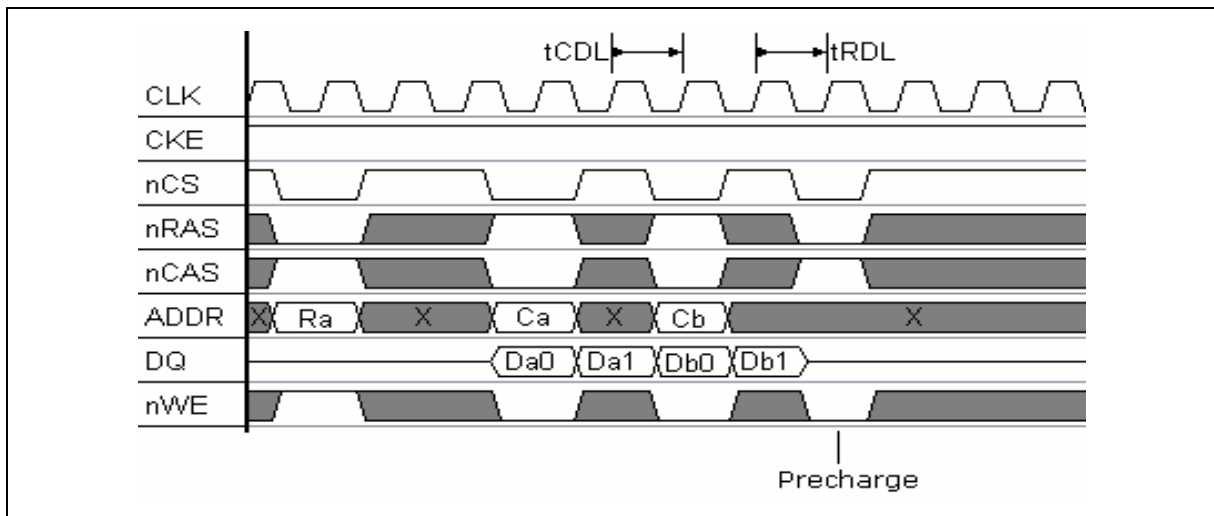 tCDL tRDL
CLK
CKE
nCS
nRAS
nCAS
ADDR X Ra X Ca X Cb X
DQ Da0 Da1 Db0 Db1
nWE
Precharge